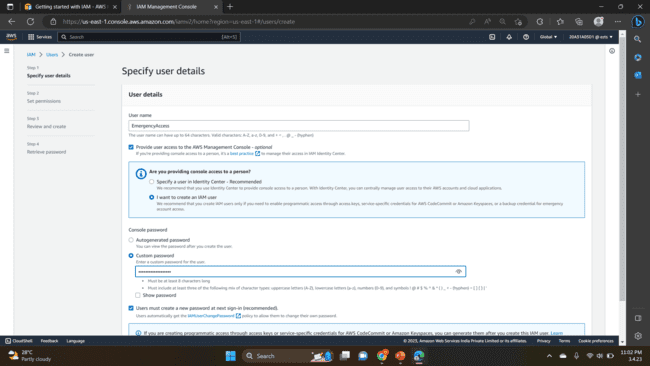 Getting started with IAM - AWS
IAM Management Console
https://us-east-1.console.aws.amazon.com/iamv2/home?region=us-east-1#/users/create
aws
Services
Search
[Alt+S]
Global
IAM > Users > Create user
Step 1
Specify user details
Step 2
Set permissions
Step 3
Review and create
Step 4
Retrieve password
Specify user details
User details
User name
EmergencyAccess
The user name can have up to 64 characters. Valid characters: A-Z, a-z, 0-9, and + = , . @ _ - (hyphen)
Provide user access to the AWS Management Console - optional
If you're providing console access to a person, it's a best practice to manage their access in IAM Identity Center.
Are you providing console access to a person?
Specify a user in Identity Center - Recommended
We recommend that you use Identity Center to provide console access to a person. With Identity Center, you can centrally manage user access to their AWS accounts and cloud applications.
I want to create an IAM user
We recommend that you create IAM users only if you need to enable programmatic access through access keys, service-specific credentials for AWS CodeCommit or Amazon Keyspaces, or a backup credential for emergency
account access.
Console password
Autogenerated password
You can view the password after you create the user.
Custom password
Enter a custom password for the user.
Must be at least 8 characters long
Must include at least three of the following mix of character types: uppercase letters (A-Z), lowercase letters (a-z), numbers (0-9), and symbols
Show password
Users must create a new password at next sign-in (recommended).
Users automatically get the IAMUserChangePassword policy to allow them to change their own password.
If you are creating programmatic access through access keys or service-specific credentials for AWS CodeCommit or Amazon Keyspaces, you can generate them after you create this IAM user. Learn
CloudShell
Feedback
Language
© 2023, Amazon Web Services India Private Limited or its affiliates.
Privacy
Terms
Cookie preferences
28°C
Partly cloudy
Search
11:02 PM
3.4.23